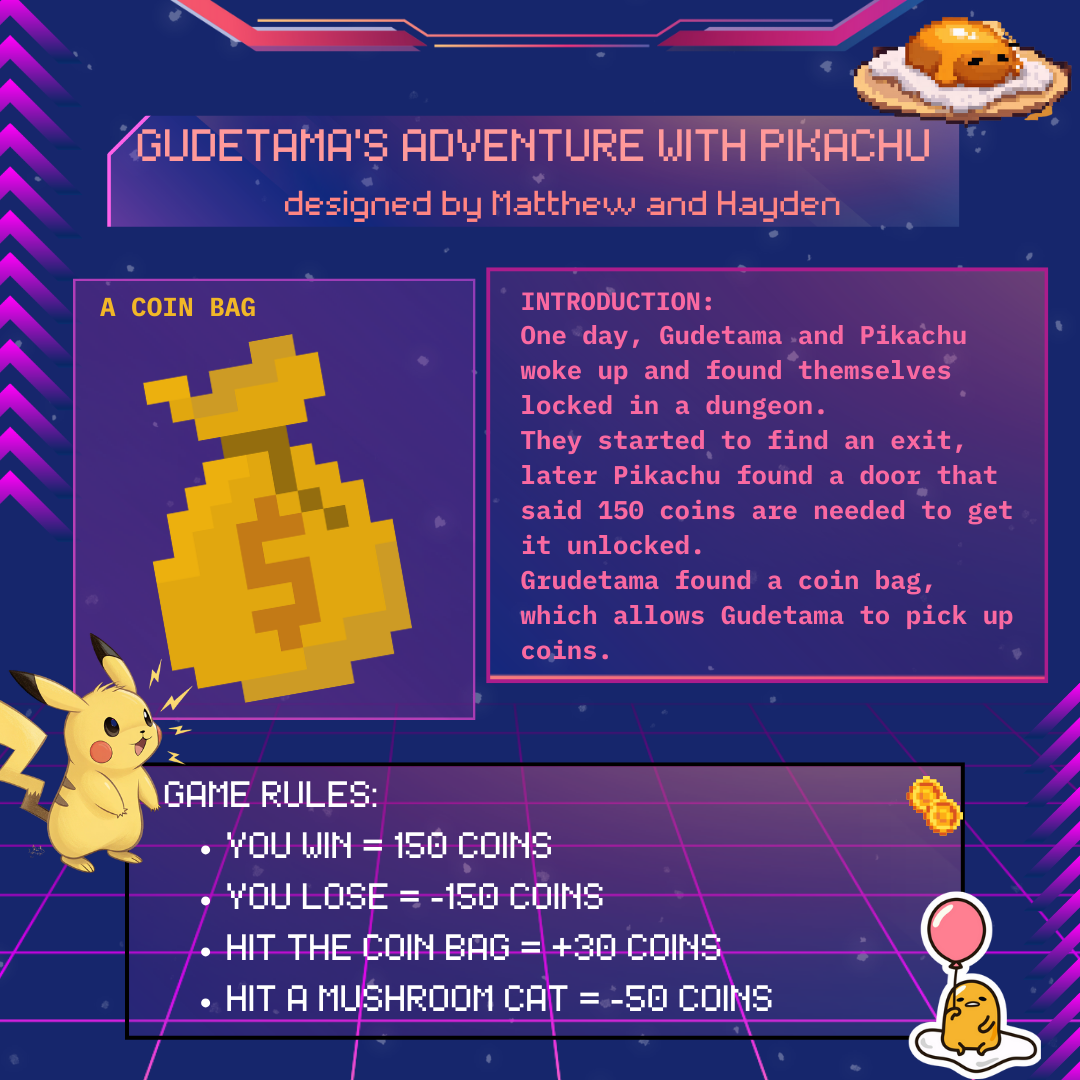 GUDETAMA'S ADVENTURE WITH PIKACHU
designed by Matthew and Hayden
A COIN BAG
INTRODUCTION:
One day, Gudetama and Pikachu
woke up and found themselves
locked in a dungeon.
They started to find an exit,
later Pikachu found a door that
said 150 coins are needed to get
it unlocked.
Grudetama found a coin bag,
which allows Gudetama to pick up
coins.
GAME RULES:
• YOU WIN = 150 COINS
• YOU LOSE = -150 COINS
• HIT THE COIN BAG = +30 COINS
• HIT A MUSHROOM CAT = -50 COINS